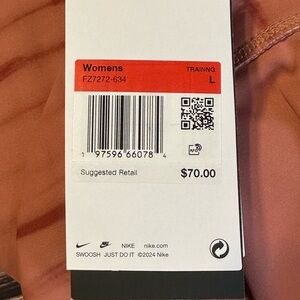 Womens TRAINNG
FZ7272-634 L
1 97596 66078 4
Suggested Retail $70.00
NIKE nike.com
SWOOSH JUST DO IT ©2024 Nike